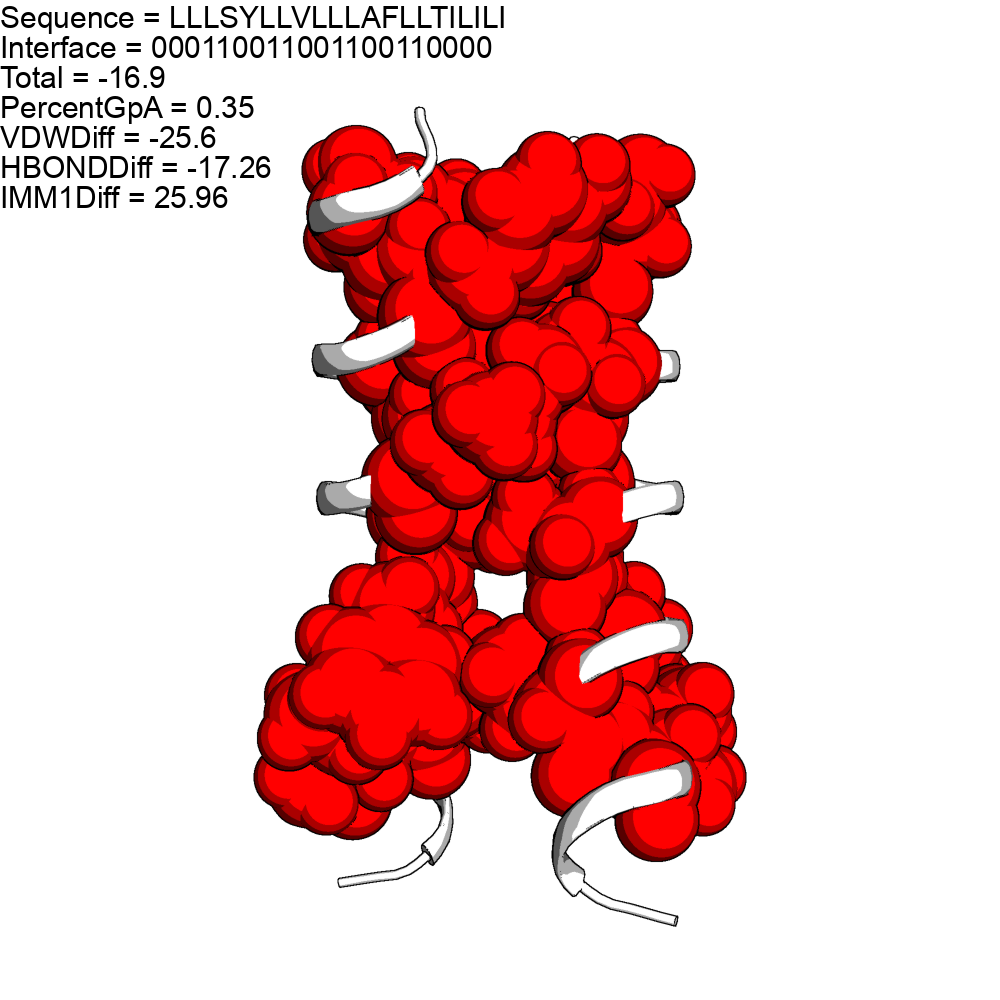 Sequence = LLLSYLLVLLLAFLLTILILI
Interface = 000110011001100110000
Total = -16.9
PercentGpA = 0.35
VDWDiff = -25.6
HBONDDiff = -17.26
IMM1Diff = 25.96